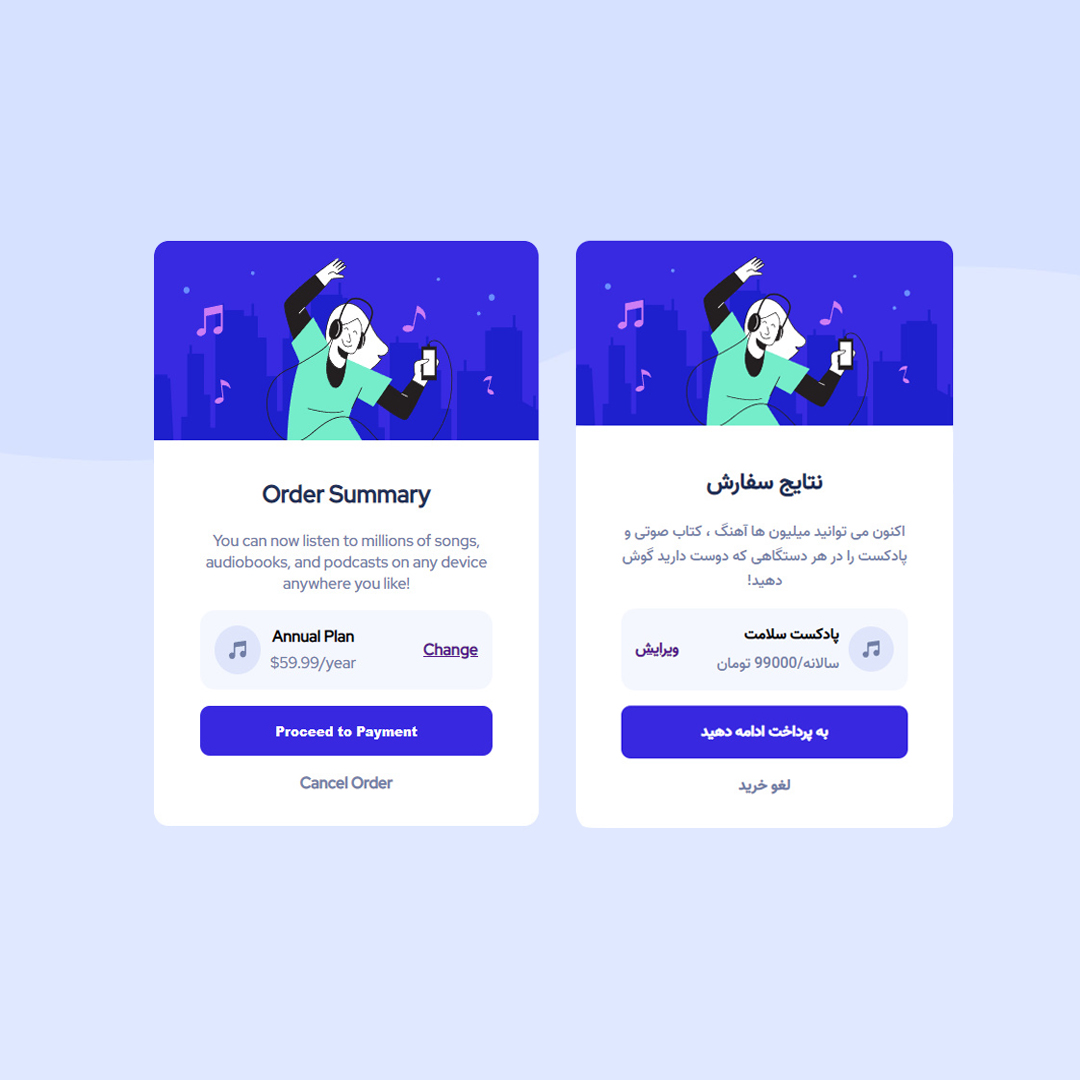 Order Summary
You can now listen to millions of songs,
audiobooks, and podcasts on any device
anywhere you like!
Annual Plan
$59.99/year
Change
Proceed to Payment
Cancel Order
نتایج سفارش
اکنون می توانید میلیون ها آهنگ ، کتاب صوتی و
پادکست را در هر دستگاهی که دوست دارید گوش
دهید!
پادکست سلامت
سالانه/99000 تومان
ویرایش
به پرداخت ادامه دهید
لغو خرید